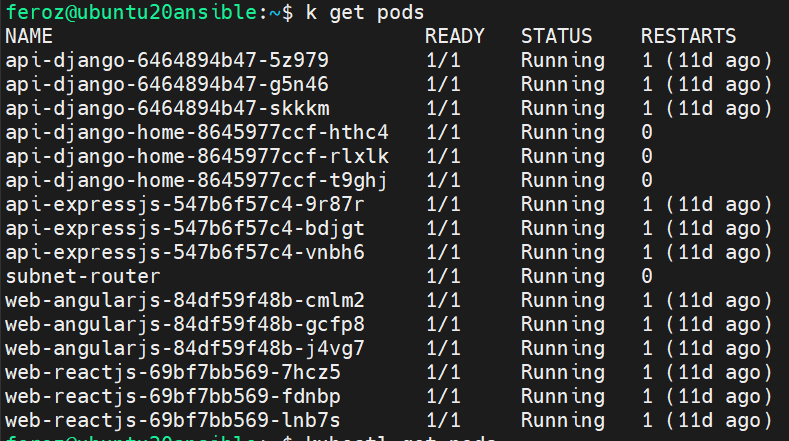 feroz@ubuntu20ansible:~$ k get pods
NAME READY STATUS RESTARTS
api-django-6464894b47-5z979 1/1 Running 1 (11d ago)
api-django-6464894b47-g5n46 1/1 Running 1 (11d ago)
api-django-6464894b47-skkkm 1/1 Running 1 (11d ago)
api-django-home-8645977ccf-hthc4 1/1 Running 0
api-django-home-8645977ccf-rlxlk 1/1 Running 0
api-django-home-8645977ccf-t9ghj 1/1 Running 0
api-expressjs-547b6f57c4-9r87r 1/1 Running 1 (11d ago)
api-expressjs-547b6f57c4-bdjgt 1/1 Running 1 (11d ago)
api-expressjs-547b6f57c4-vnbh6 1/1 Running 1 (11d ago)
subnet-router 1/1 Running 0
web-angularjs-84df59f48b-cmlm2 1/1 Running 1 (11d ago)
web-angularjs-84df59f48b-gcfp8 1/1 Running 1 (11d ago)
web-angularjs-84df59f48b-j4vg7 1/1 Running 1 (11d ago)
web-reactjs-69bf7bb569-7hcz5 1/1 Running 1 (11d ago)
web-reactjs-69bf7bb569-fdnbp 1/1 Running 1 (11d ago)
web-reactjs-69bf7bb569-lnb7s 1/1 Running 1 (11d ago)
feroz@ubuntu20ansible:~$ kubectl get pods